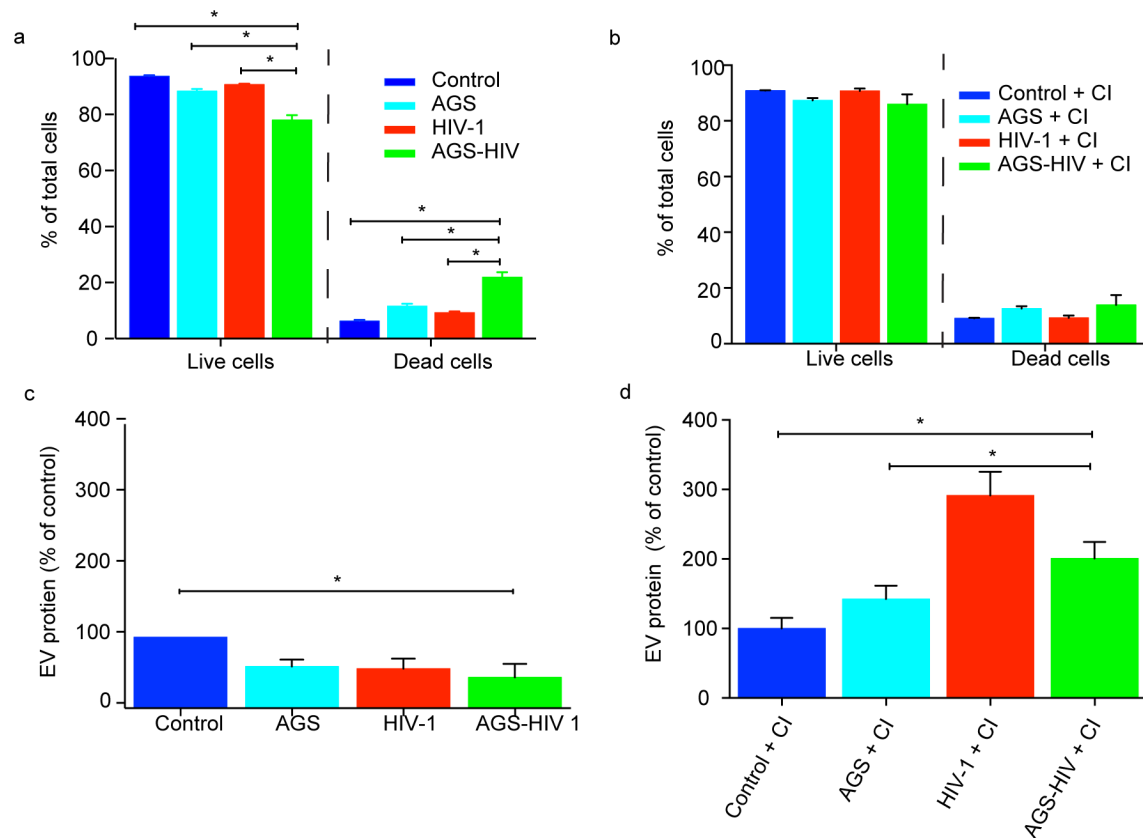 a
* 
*
*
% of total cells
100
80
60
40
20
0
Control
AGS
HIV-1
AGS-HIV
*
*
*
Live cells
Dead cells
b
% of total cells
100
80
60
40
20
0
Control + CI
AGS + CI
HIV-1 + CI
AGS-HIV + CI
Live cells
Dead cells
c
EV protien (% of control)
400
300
200
100
0
*
Control
AGS
HIV-1
AGS-HIV 1
d
EV protein (% of control)
400
300
200
100
0
*
*
Control + CI
AGS + CI
HIV-1 + CI
AGS-HIV + CI